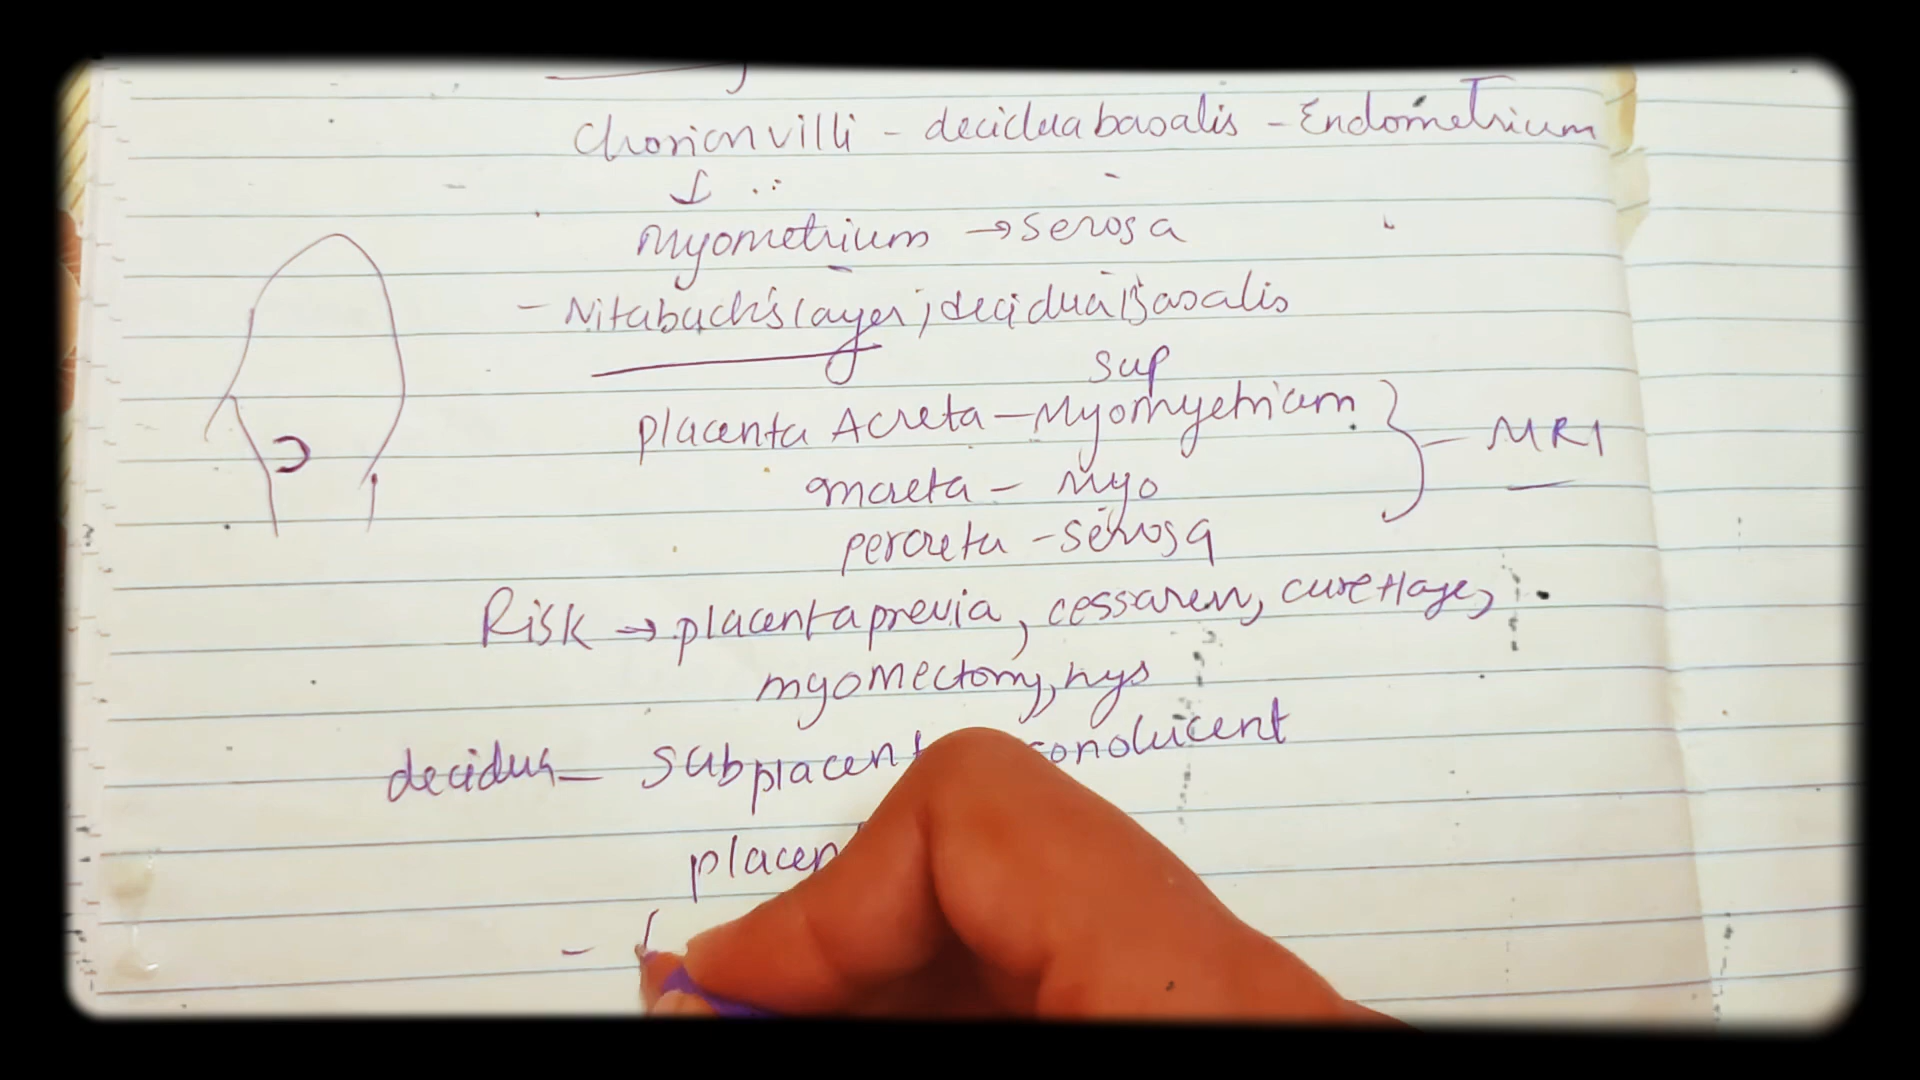 Chorion villi - decidua basalis - Endometrium
↓
Myometrium → Serosa
- Nitabuch's layer; decidua Basalis
sup
placenta Acreta - Myomyetrium
increta - Myo
percreta - Serosa
- MRI
Risk → placenta previa, cessaren, curettage,
myomectomy, hys
decidua - Subplacent onolucent
placen
-